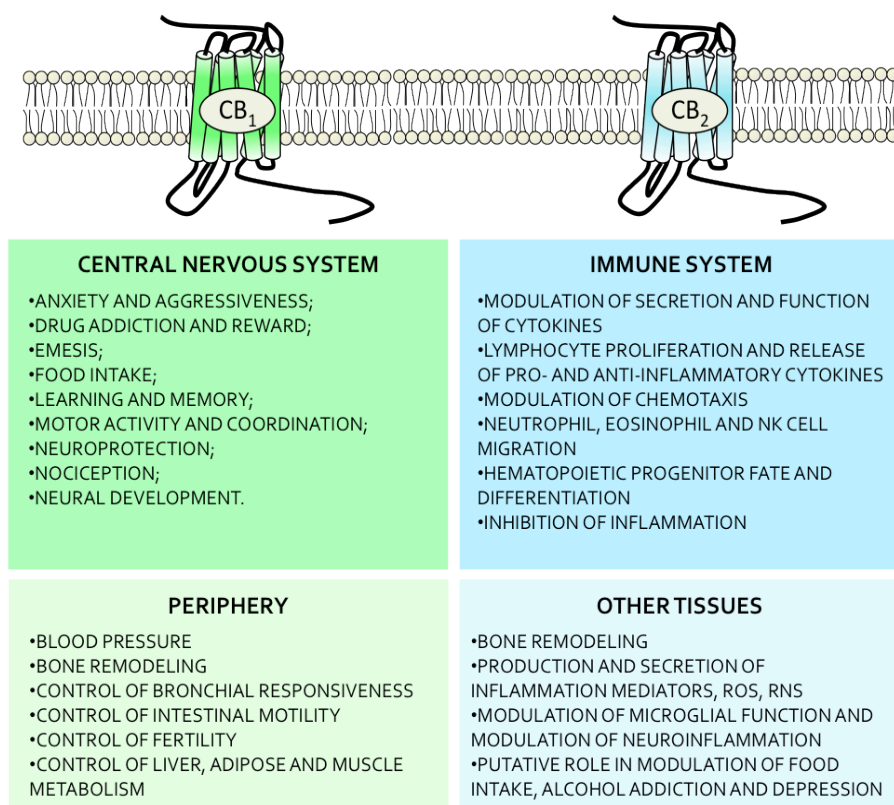 CB1
CB2
CENTRAL NERVOUS SYSTEM
•ANXIETY AND AGGRESSIVENESS;
•DRUG ADDICTION AND REWARD;
•EMESIS;
•FOOD INTAKE;
•LEARNING AND MEMORY;
•MOTOR ACTIVITY AND COORDINATION;
•NEUROPROTECTION;
•NOCICEPTION;
•NEURAL DEVELOPMENT.
IMMUNE SYSTEM
•MODULATION OF SECRETION AND FUNCTION
OF CYTOKINES
•LYMPHOCYTE PROLIFERATION AND RELEASE
OF PRO- AND ANTI-INFLAMMATORY CYTOKINES
•MODULATION OF CHEMOTAXIS
•NEUTROPHIL, EOSINOPHIL AND NK CELL
MIGRATION
•HEMATOPOIETIC PROGENITOR FATE AND
DIFFERENTIATION
•INHIBITION OF INFLAMMATION
PERIPHERY
•BLOOD PRESSURE
•BONE REMODELING
•CONTROL OF BRONCHIAL RESPONSIVENESS
•CONTROL OF INTESTINAL MOTILITY
•CONTROL OF FERTILITY
•CONTROL OF LIVER, ADIPOSE AND MUSCLE
METABOLISM
OTHER TISSUES
•BONE REMODELING
•PRODUCTION AND SECRETION OF
INFLAMMATION MEDIATORS, ROS, RNS
•MODULATION OF MICROGLIAL FUNCTION AND
MODULATION OF NEUROINFLAMMATION
•PUTATIVE ROLE IN MODULATION OF FOOD
INTAKE, ALCOHOL ADDICTION AND DEPRESSION